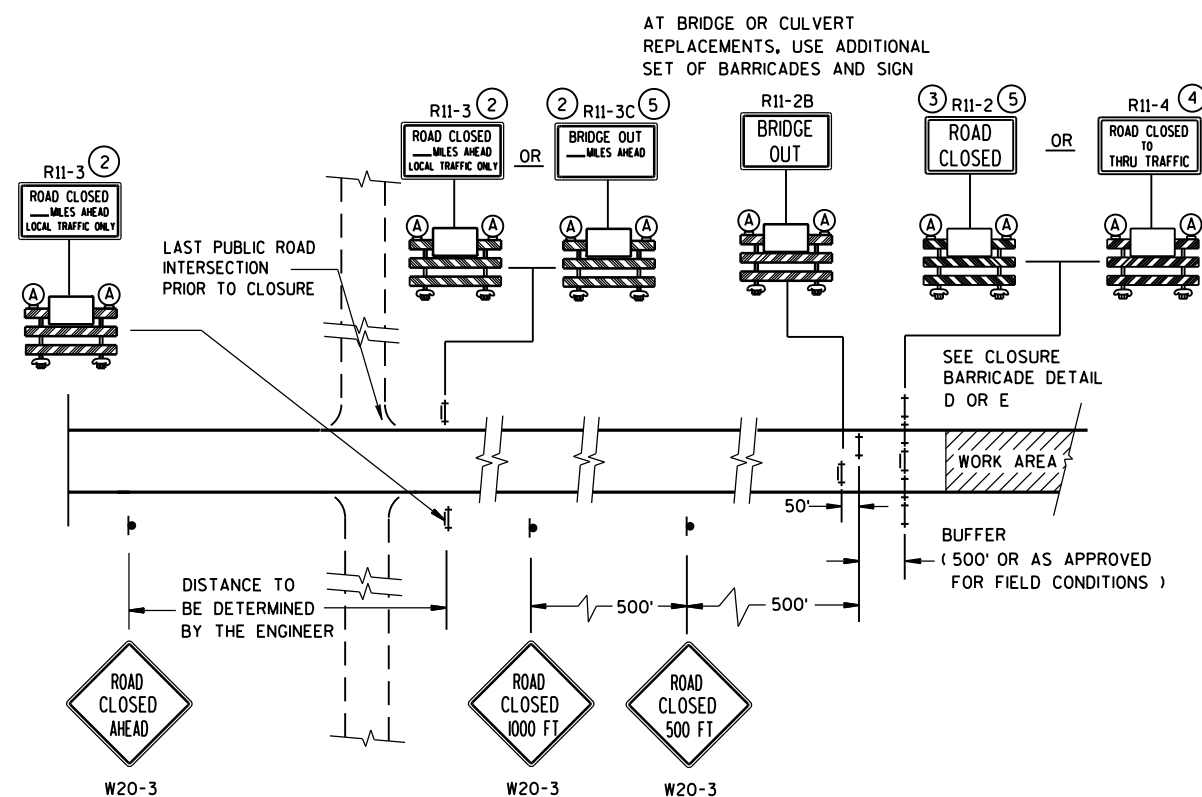 AT BRIDGE OR CULVERT
REPLACEMENTS, USE ADDITIONAL
SET OF BARRICADES AND SIGN
R11-3 2
ROAD CLOSED
MILES AHEAD
LOCAL TRAFFIC ONLY
R11-3 2
ROAD CLOSED
MILES AHEAD
LOCAL TRAFFIC ONLY
OR
2 R11-3C 5
BRIDGE OUT
MILES AHEAD
R11-2B
BRIDGE
OUT
3 R11-2 5
ROAD
CLOSED
OR
R11-4 4
ROAD CLOSED
TO
THRU TRAFFIC
A A
A A
A A
A A
A A
A A
LAST PUBLIC ROAD
INTERSECTION
PRIOR TO CLOSURE
SEE CLOSURE
BARRICADE DETAIL
D OR E
WORK AREA
50'
BUFFER
( 500' OR AS APPROVED
FOR FIELD CONDITIONS )
DISTANCE TO
BE DETERMINED
BY THE ENGINEER
500'
500'
ROAD
CLOSED
AHEAD
W20-3
ROAD
CLOSED
1000 FT
W20-3
ROAD
CLOSED
500 FT
W20-3